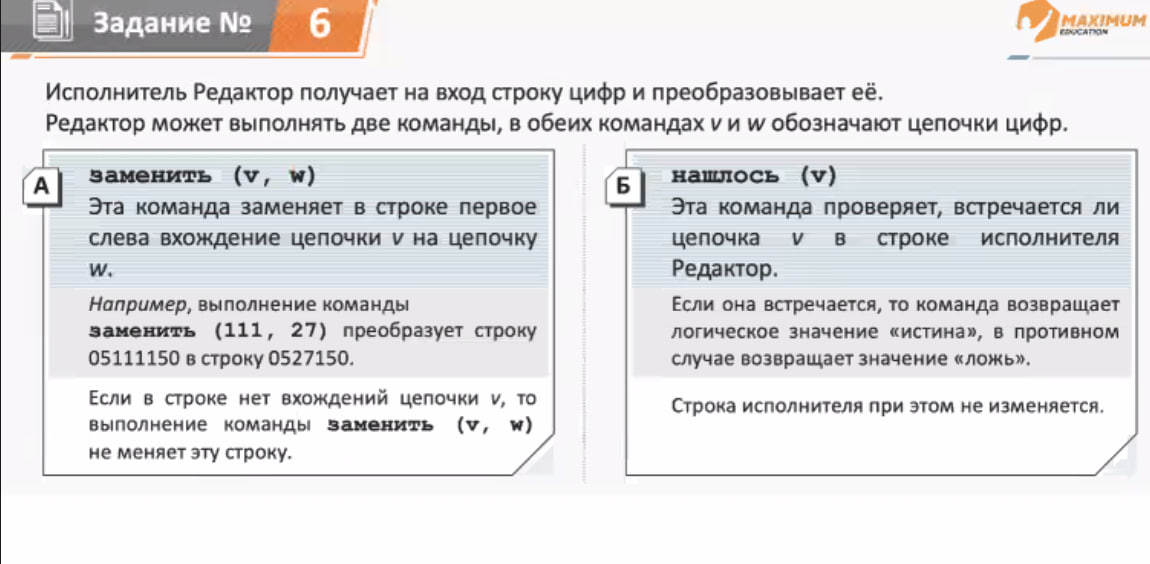 Задание № 6
MAXIMUM
EDUCATION
Исполнитель Редактор получает на вход строку цифр и преобразовывает её.
Редактор может выполнять две команды, в обеих командах v и w обозначают цепочки цифр.
А
заменить (v, w)
Эта команда заменяет в строке первое
слева вхождение цепочки v на цепочку
w.
Например, выполнение команды
заменить (111, 27) преобразует строку
05111150 в строку 0527150.
Если в строке нет вхождений цепочки v, то
выполнение команды заменить (v, w)
не меняет эту строку.
Б
нашлось (v)
Эта команда проверяет, встречается ли
цепочка v в строке исполнителя
Редактор.
Если она встречается, то команда возвращает
логическое значение «истина», в противном
случае возвращает значение «ложь».
Строка исполнителя при этом не изменяется.